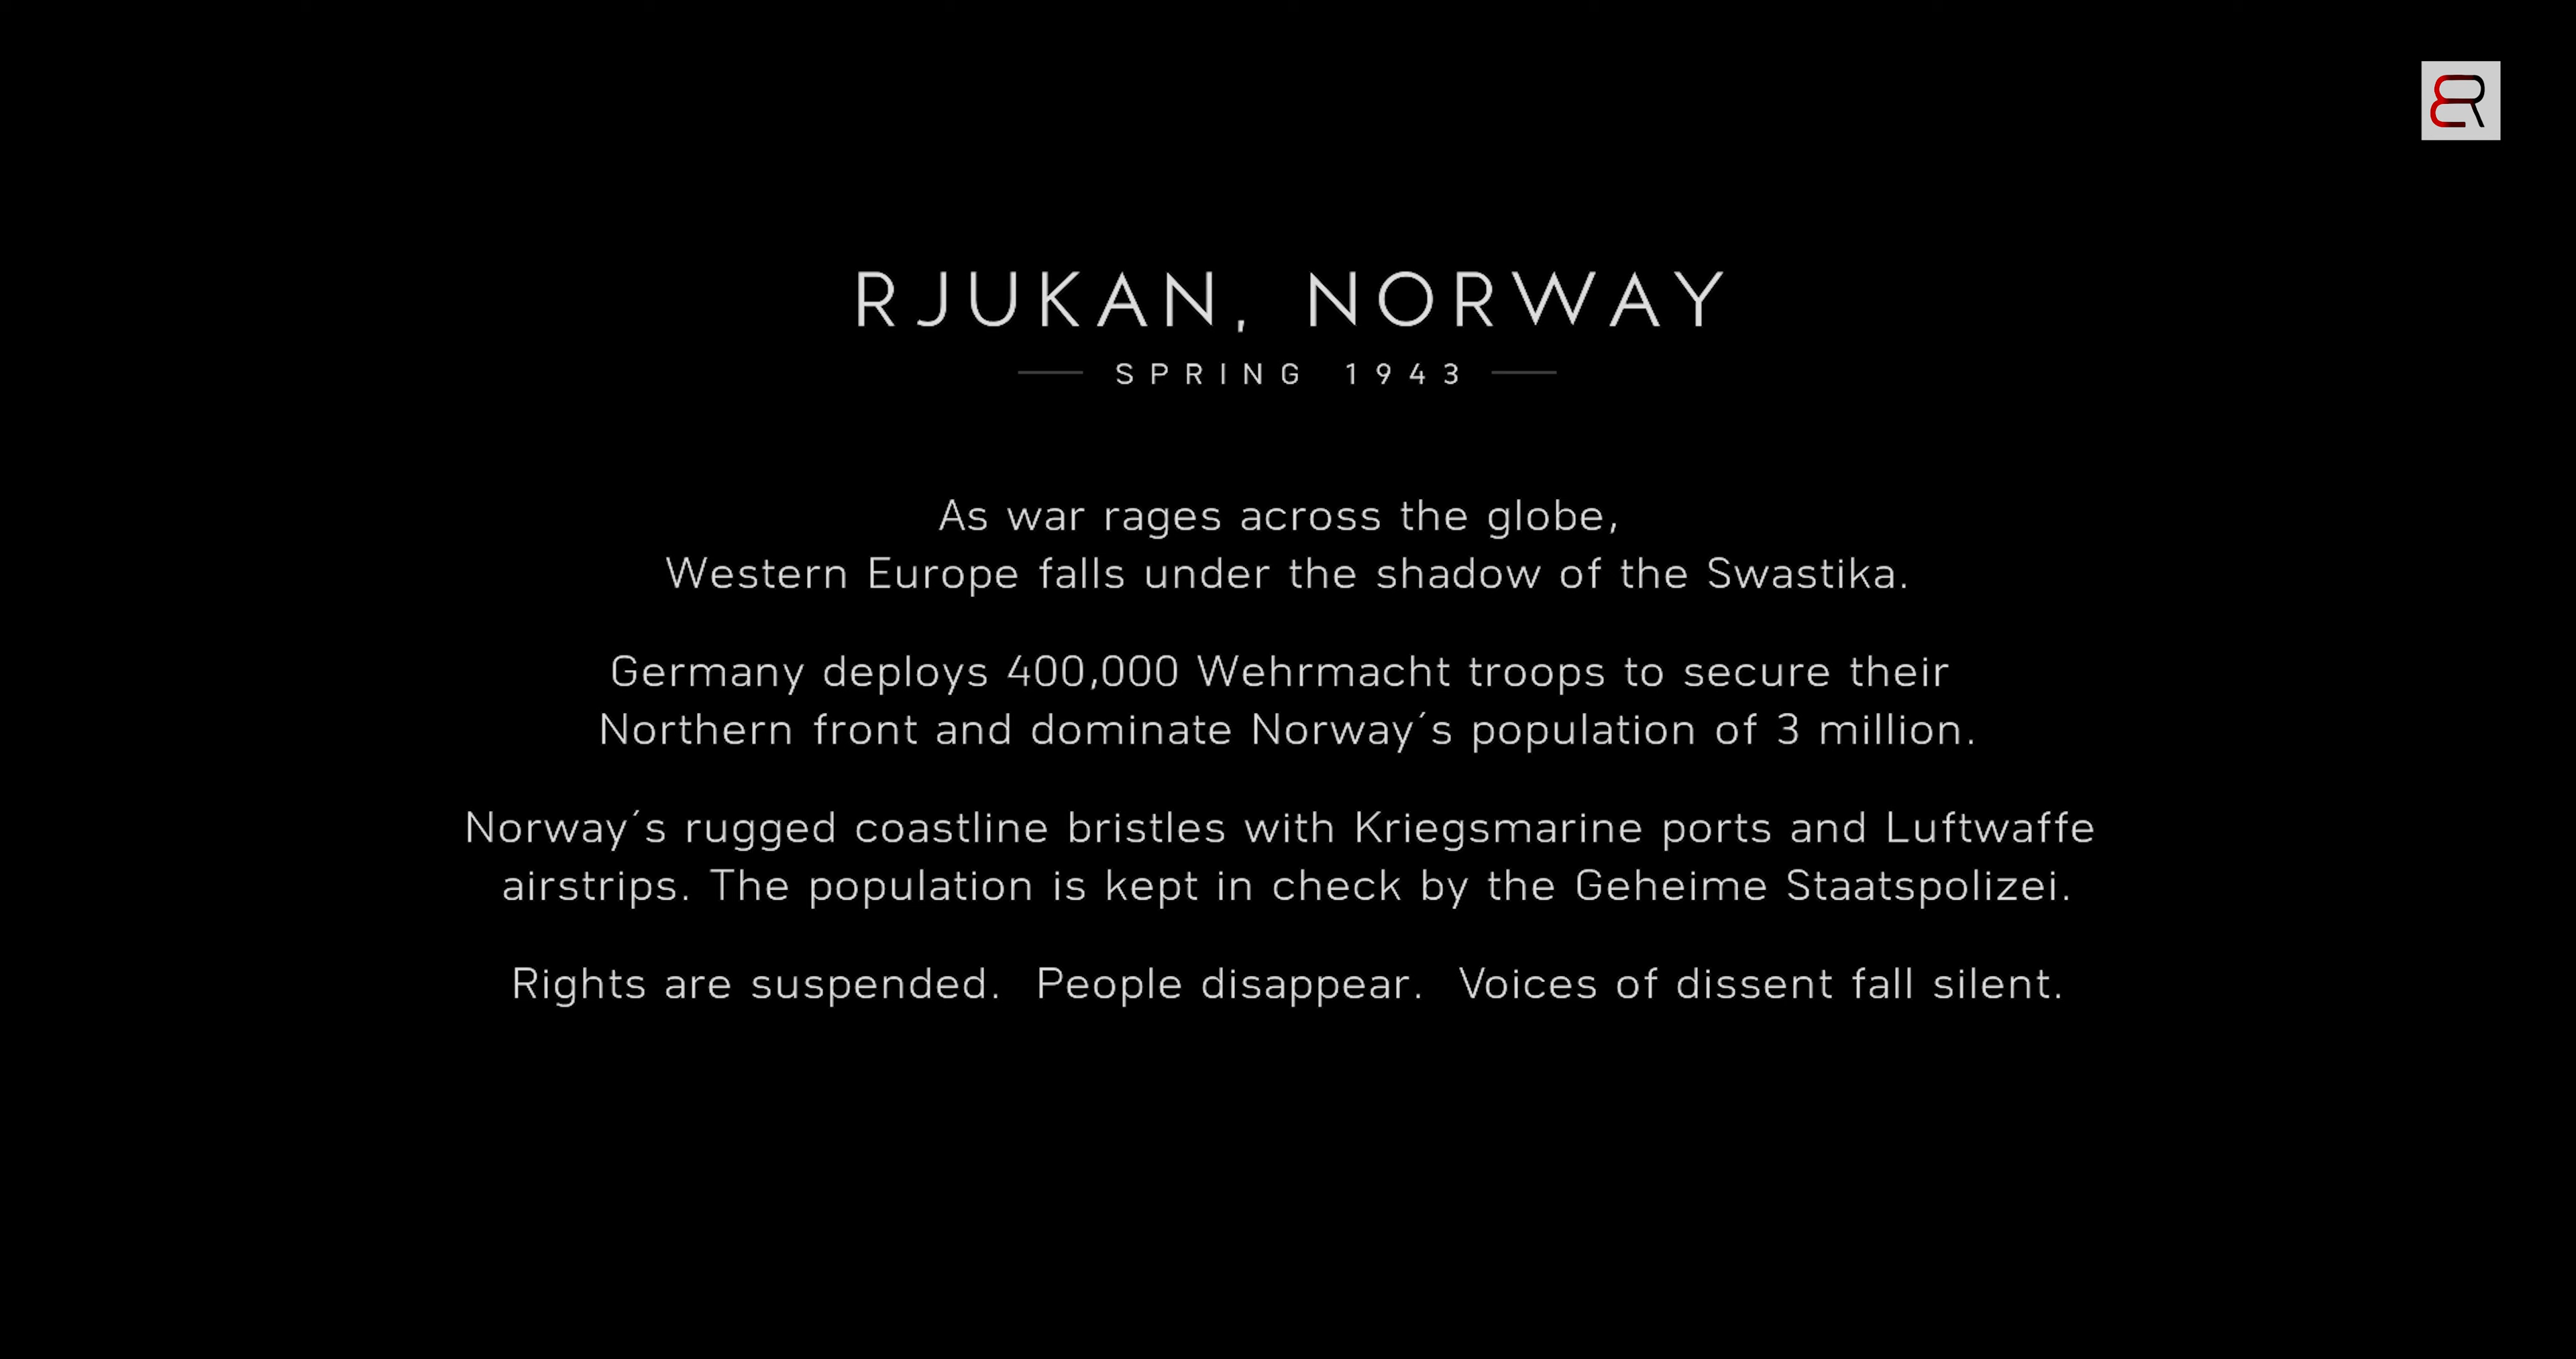 RJUKAN, NORWAY
SPRING 1943
As war rages across the globe,
Western Europe falls under the shadow of the Swastika.
Germany deploys 400,000 Wehrmacht troops to secure their
Northern front and dominate Norway´s population of 3 million.
Norway´s rugged coastline bristles with Kriegsmarine ports and Luftwaffe
airstrips. The population is kept in check by the Geheime Staatspolizei.
Rights are suspended.  People disappear.  Voices of dissent fall silent.